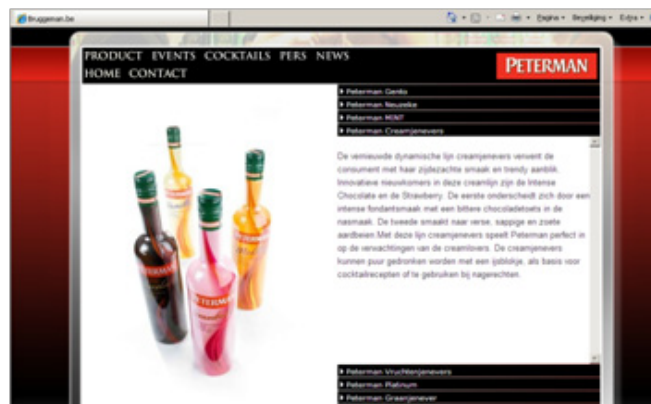 Bruggeman.be
Pagina Beveiliging Extra
PRODUCT EVENTS COCKTAILS PERS NEWS
HOME CONTACT
PETERMAN
Peterman Gento
Peterman Neuzeke
Peterman MINT
Peterman Creamjenevers
De vernieuwde dynamische lijn creamjenevers verwent de
consument met haar zijdezachte smaak en trendy aanblik.
Innovatieve nieuwkomers in deze creamlijn zijn de Intense
Chocolate en de Strawberry. De eerste onderscheidt zich door een
intense fondantsmaak met een bittere chocoladetoets in de
nasmaak. De tweede smaakt naar verse, sappige en zoete
aardbeien.Met deze lijn creamjenevers speelt Peterman perfect in
op de verwachtingen van de creamlovers. De creamjenevers
kunnen puur gedronken worden met een ijsblokje, als basis voor
cocktailrecepten of te gebruiken bij nagerechten.
PETERMAN
PETERMAN
Peterman Vruchtenjenevers
Peterman Platinum
Peterman Graanjenever